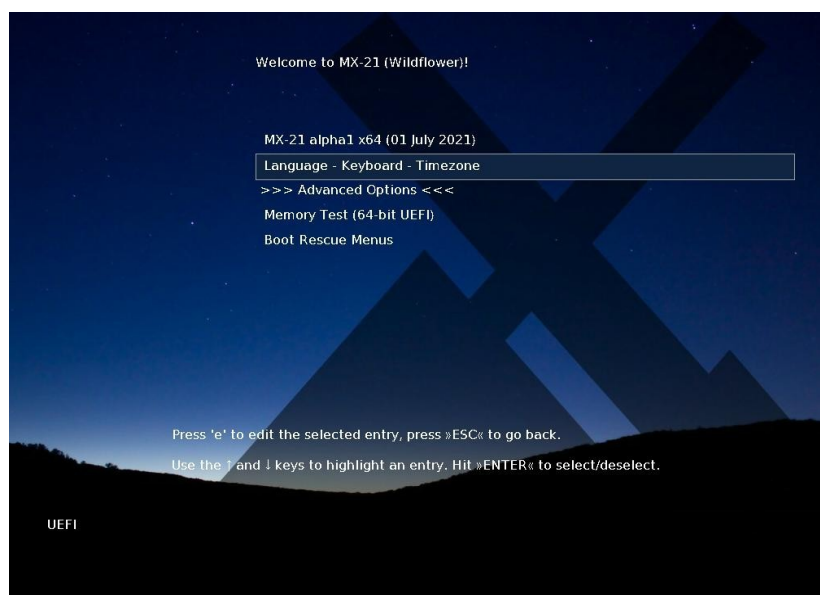 Welcome to MX-21 (Wildflower)!
MX-21 alpha1 x64 (01 July 2021)
Language - Keyboard - Timezone
>>> Advanced Options <<<
Memory Test (64-bit UEFI)
Boot Rescue Menus
Press 'e' to edit the selected entry, press »ESC« to go back.
Use the ↑ and ↓ keys to highlight an entry. Hit »ENTER« to select/deselect.
UEFI